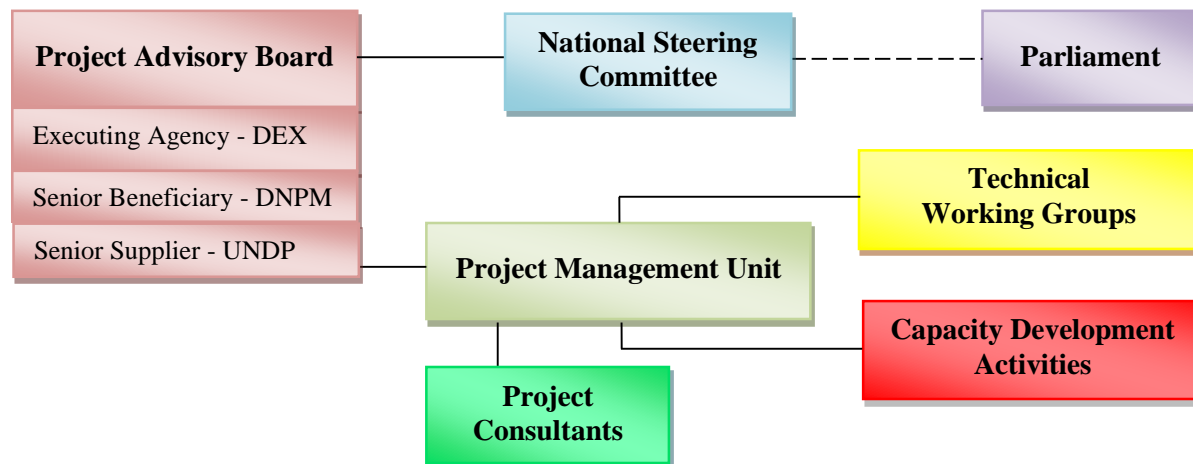 Project Advisory Board
Executing Agency - DEX
Senior Beneficiary - DNPM
Senior Supplier - UNDP
National Steering
Committee
Parliament
Technical
Working Groups
Project Management Unit
Capacity Development
Activities
Project
Consultants